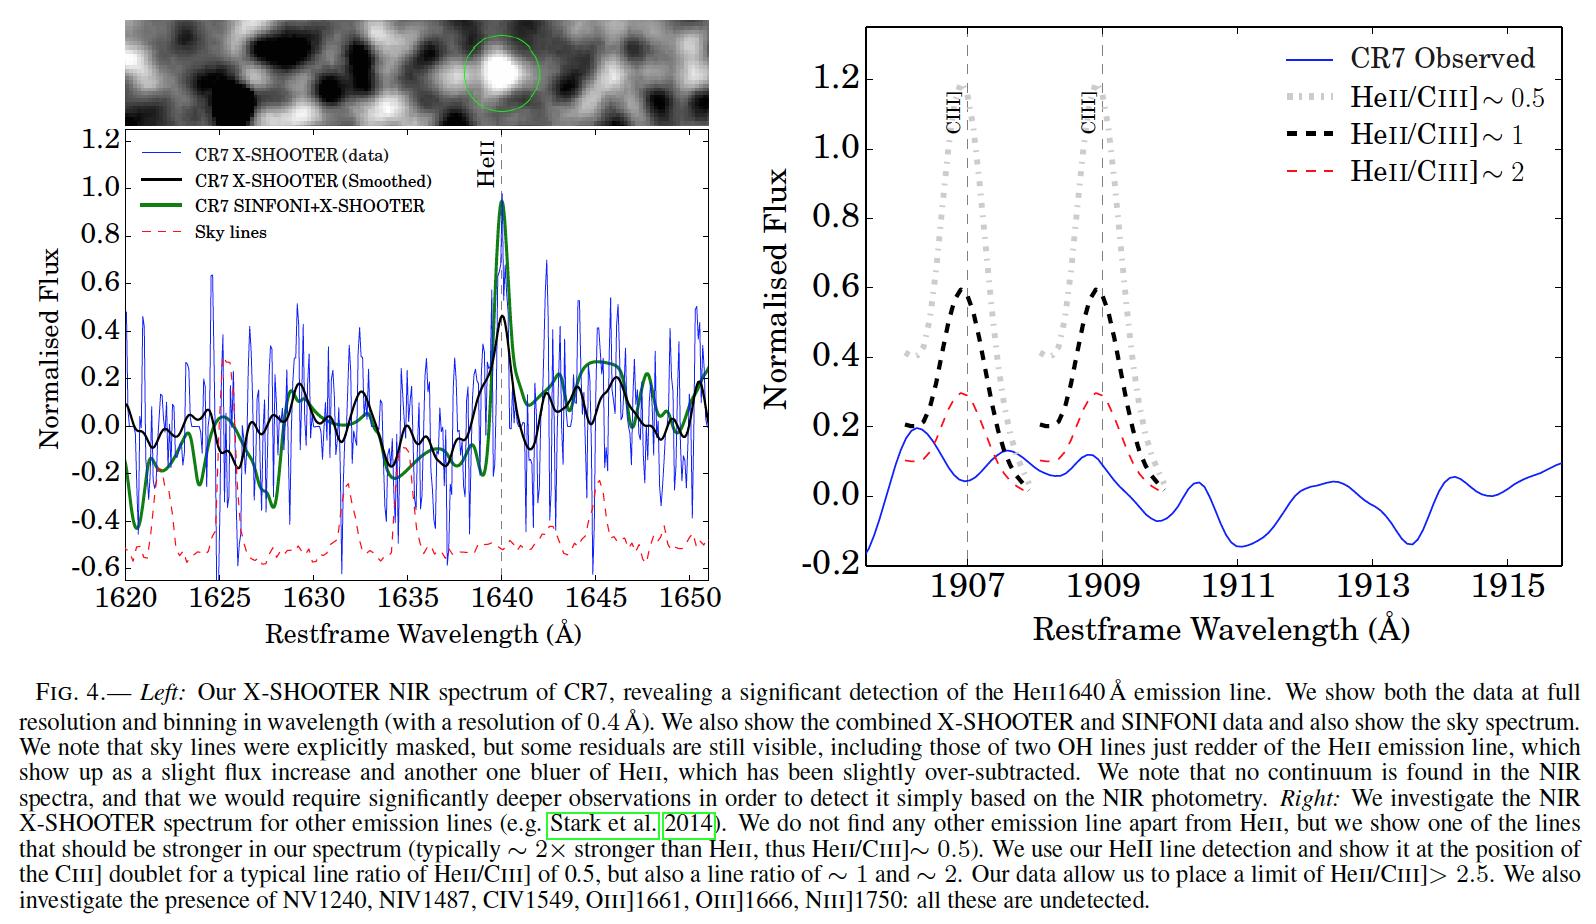 HeII
1.2
1.0
0.8
0.6
0.4
0.2
0.0
-0.2
-0.4
-0.6
CR7 X-SHOOTER (data)
CR7 X-SHOOTER (Smoothed)
CR7 SINFONI+X-SHOOTER
Sky lines
Normalised Flux
1620 1625 1630 1635 1640 1645 1650
Restframe Wavelength (Å)
1.2
1.0
0.8
0.6
0.4
0.2
0.0
-0.2
CIII]
CIII]
CR7 Observed
HeII/CIII]∼ 0.5
HeII/CIII]∼ 1
HeII/CIII]∼ 2
Normalised Flux
1907 1909 1911 1913 1915
Restframe Wavelength (Å)
FIG. 4.— Left: Our X-SHOOTER NIR spectrum of CR7, revealing a significant detection of the HeII1640 Å emission line. We show both the data at full
resolution and binning in wavelength (with a resolution of 0.4 Å). We also show the combined X-SHOOTER and SINFONI data and also show the sky spectrum.
We note that sky lines were explicitly masked, but some residuals are still visible, including those of two OH lines just redder of the HeII emission line, which
show up as a slight flux increase and another one bluer of HeII, which has been slightly over-subtracted. We note that no continuum is found in the NIR
spectra, and that we would require significantly deeper observations in order to detect it simply based on the NIR photometry. Right: We investigate the NIR
X-SHOOTER spectrum for other emission lines (e.g. Stark et al. 2014). We do not find any other emission line apart from HeII, but we show one of the lines
that should be stronger in our spectrum (typically ∼ 2× stronger than HeII, thus HeII/CIII]∼ 0.5). We use our HeII line detection and show it at the position of
the CIII] doublet for a typical line ratio of HeII/CIII] of 0.5, but also a line ratio of ∼ 1 and ∼ 2. Our data allow us to place a limit of HeII/CIII]> 2.5. We also
investigate the presence of NV1240, NIV1487, CIV1549, OIII]1661, OIII]1666, NIII]1750: all these are undetected.